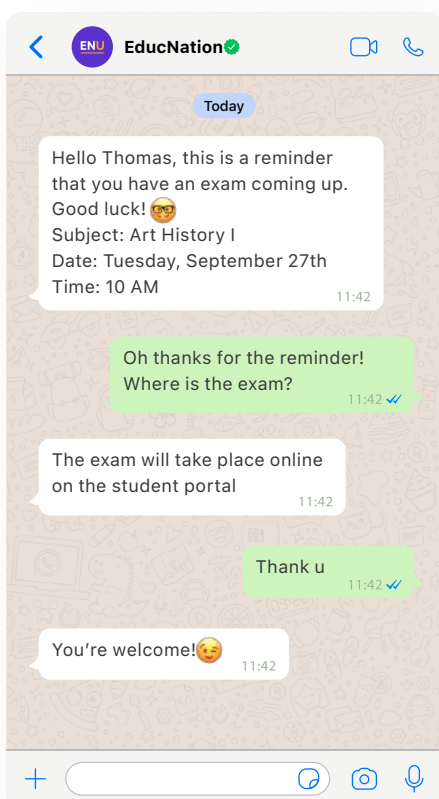 ENU EducNation
Today
Hello Thomas, this is a reminder
that you have an exam coming up.
Good luck! 🤓
Subject: Art History I
Date: Tuesday, September 27th
Time: 10 AM
11:42
Oh thanks for the reminder!
Where is the exam?
11:42
The exam will take place online
on the student portal
11:42
Thank u
11:42
You’re welcome!😉
11:42